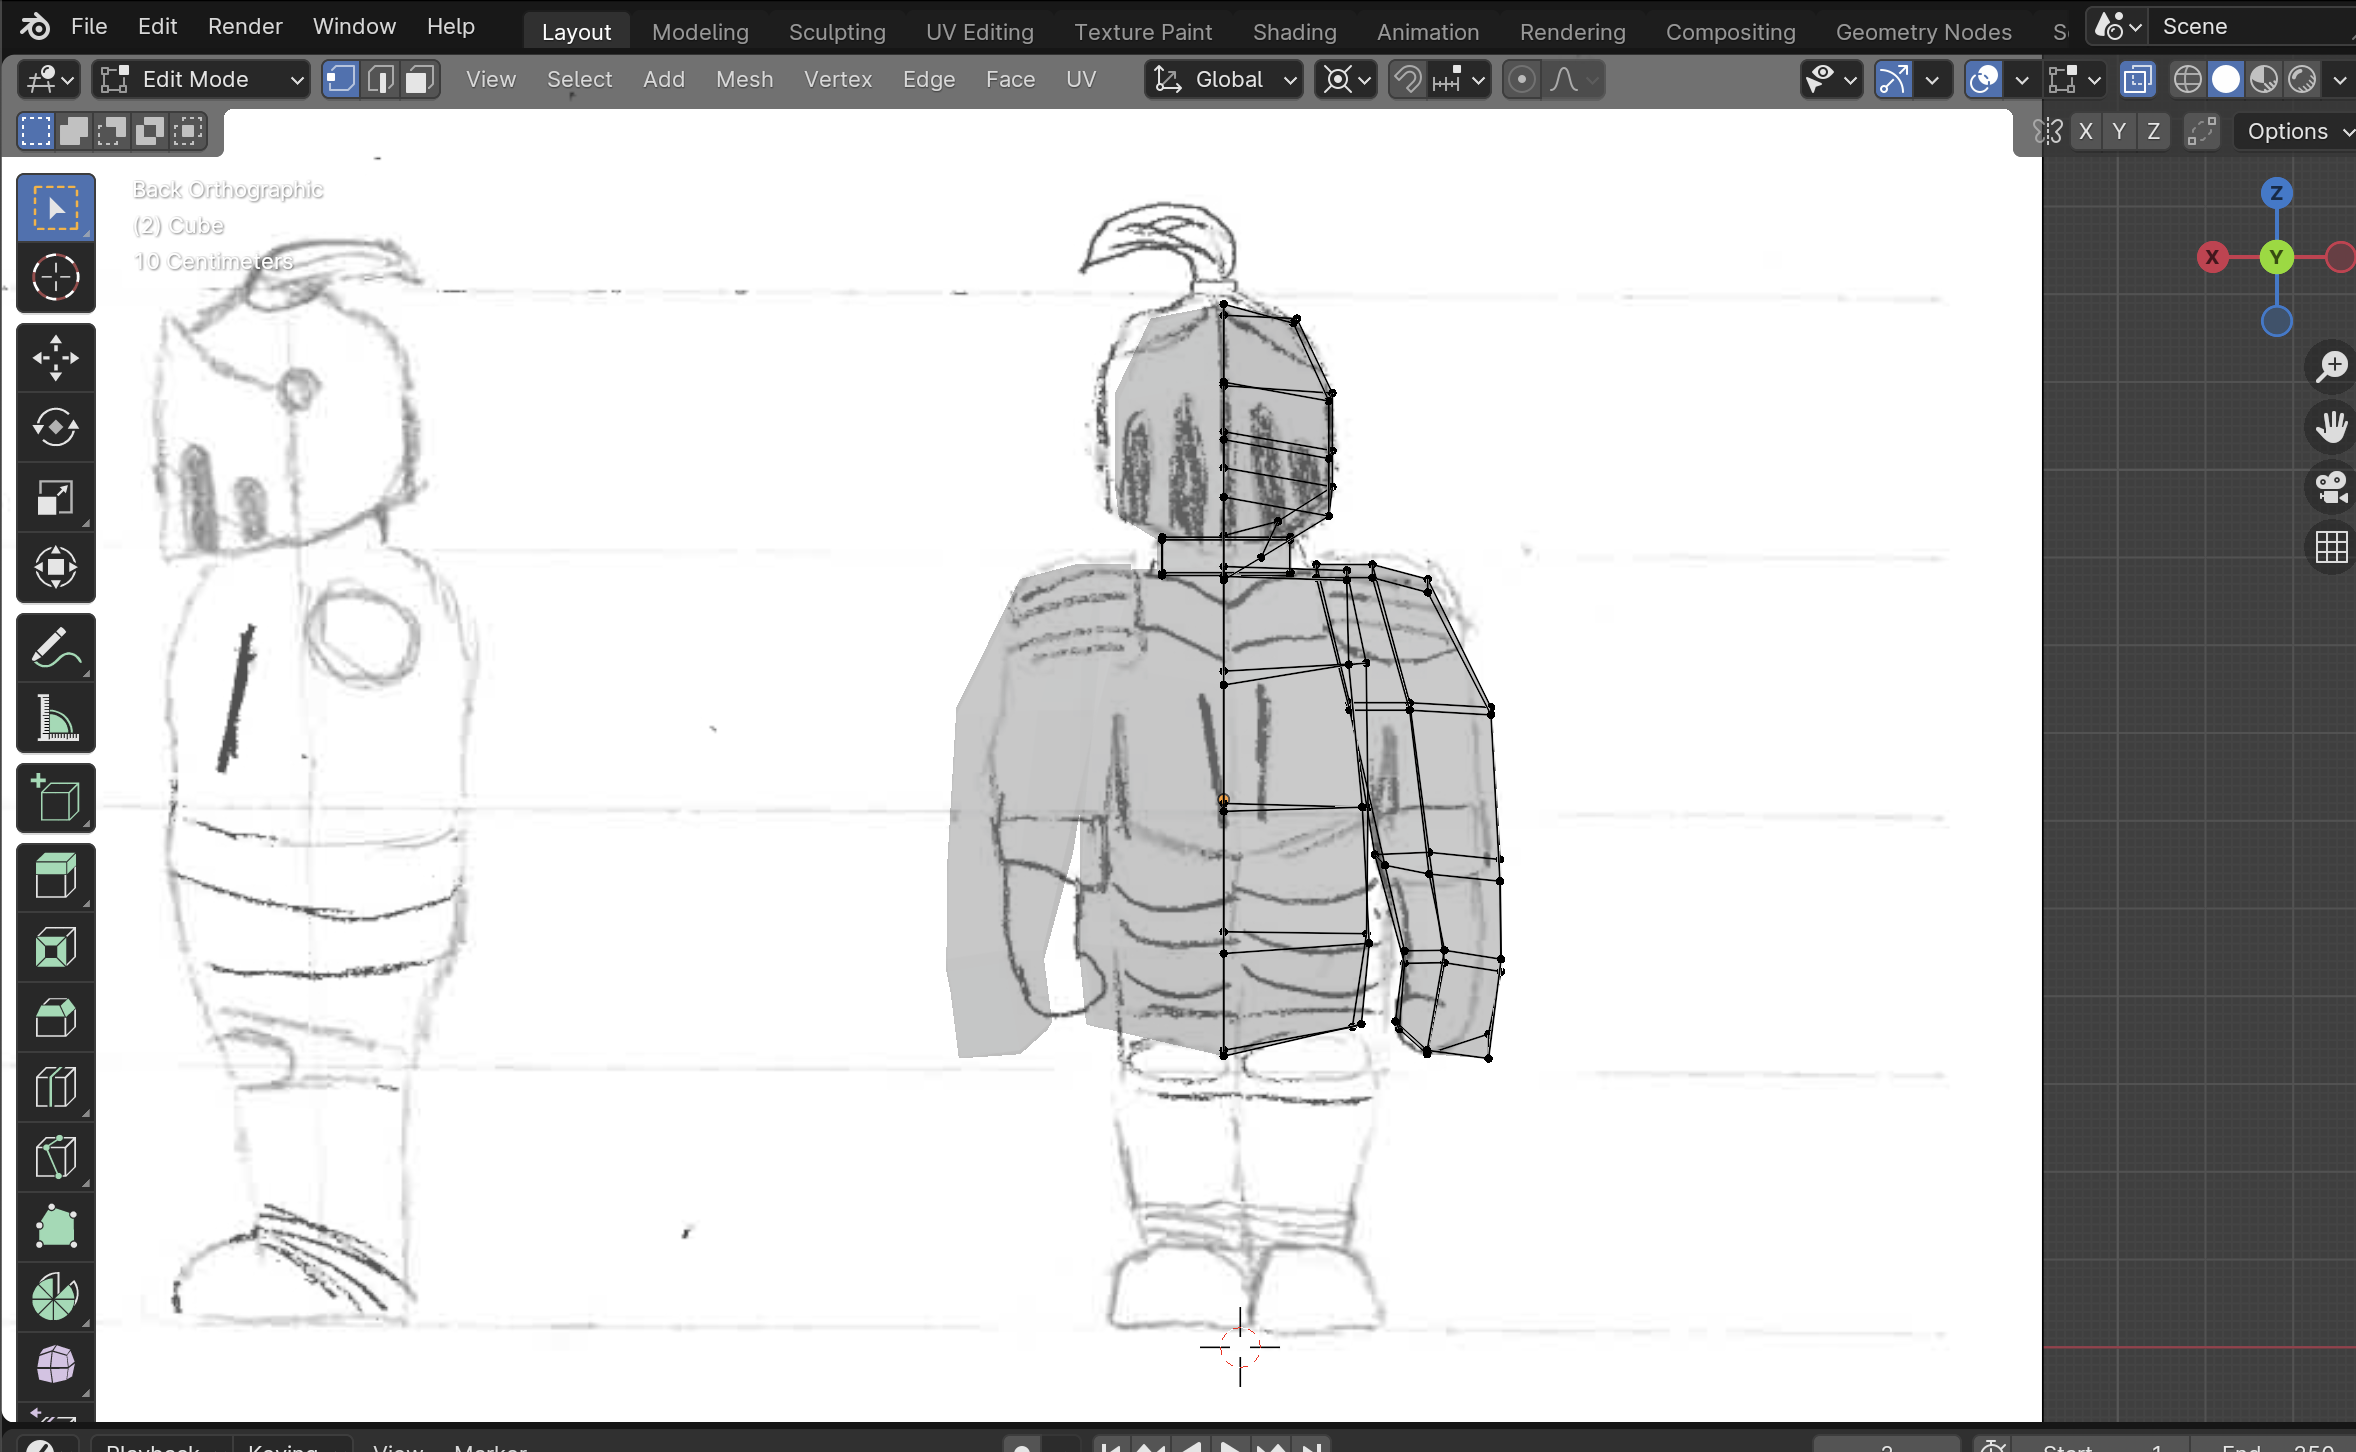 File Edit Render Window Help Layout Modeling Sculpting UV Editing Texture Paint Shading Animation Rendering Compositing Geometry Nodes Scene
Edit Mode View Select Add Mesh Vertex Edge Face UV Global
X Y Z Options
Back Orthographic
(2) Cube
10 Centimeters
Z
X Y
Playback Keying View Marker Start 1 End 250